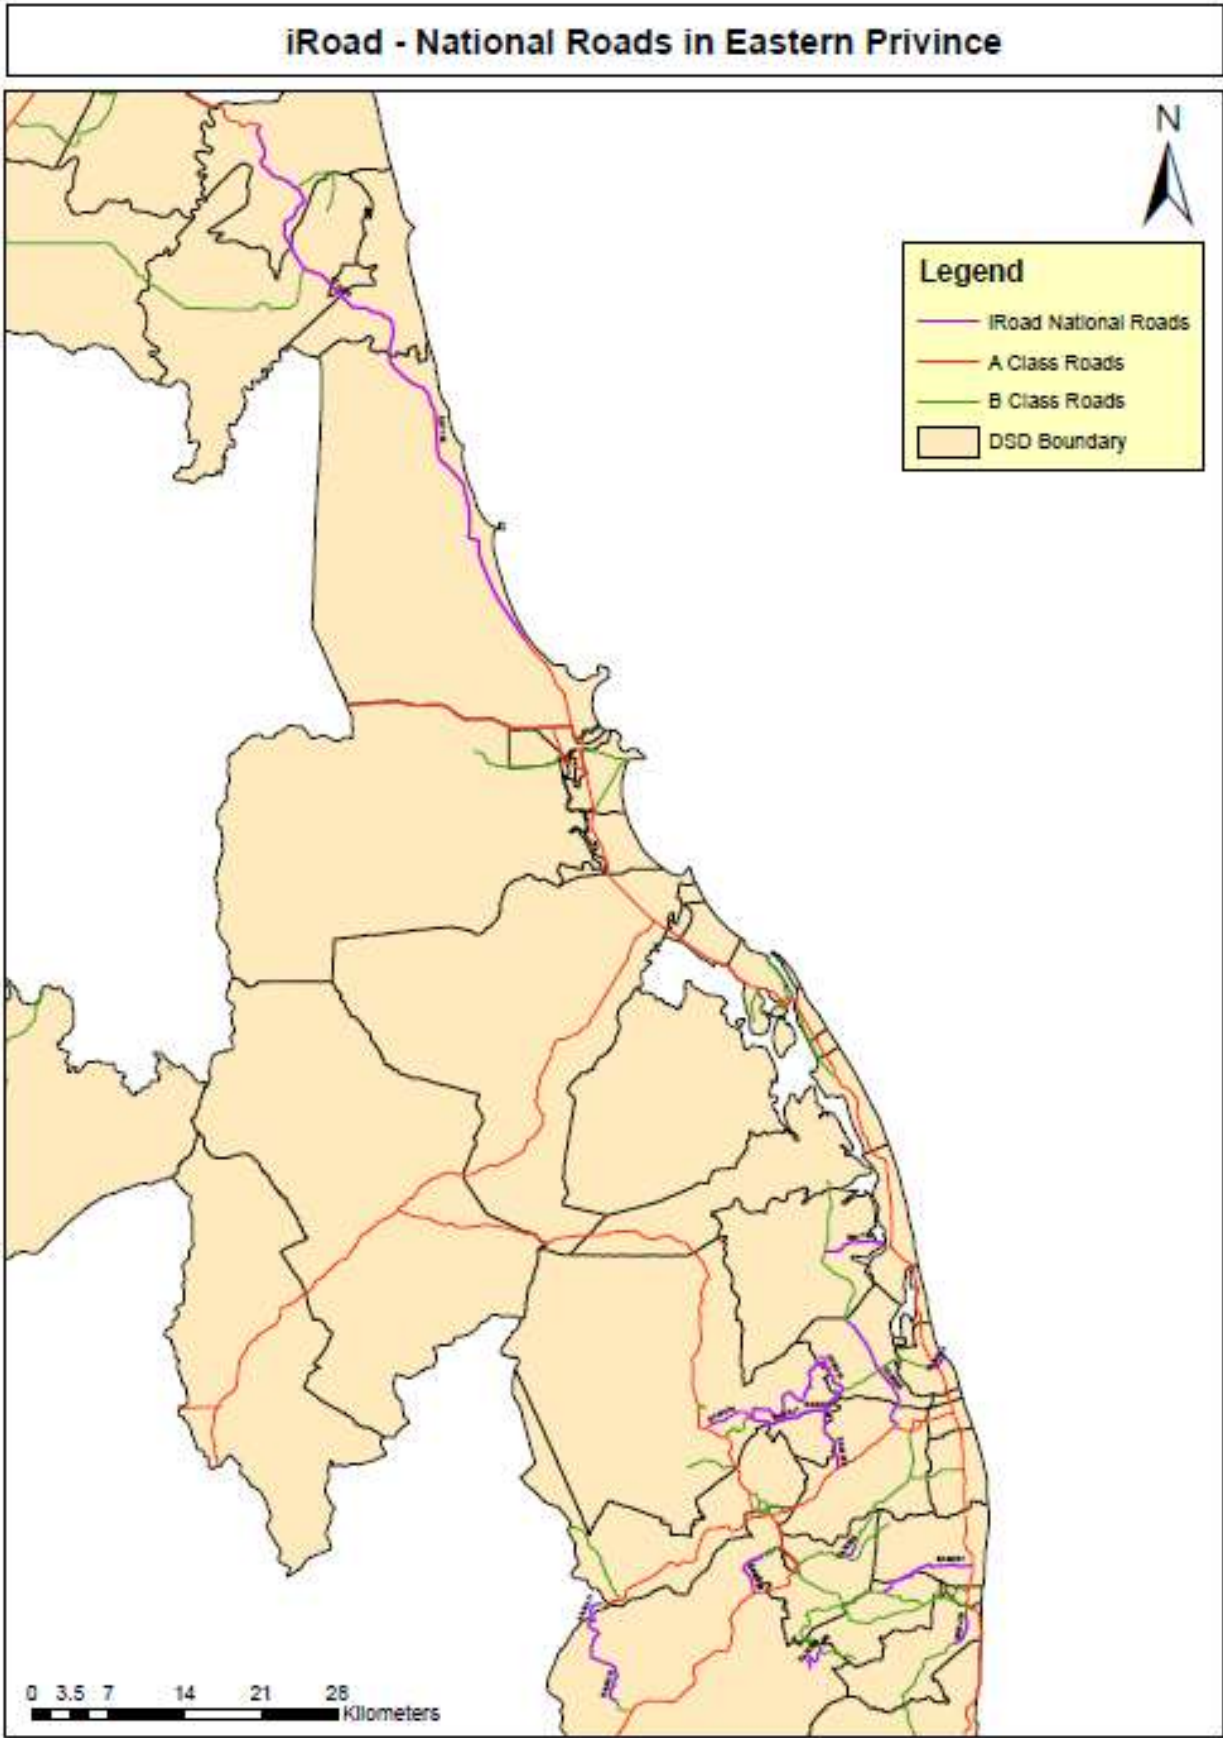 iRoad - National Roads in Eastern Privince
N
Legend
iRoad National Roads
A Class Roads
B Class Roads
DSD Boundary
0 3.5 7 14 21 28
Kilometers